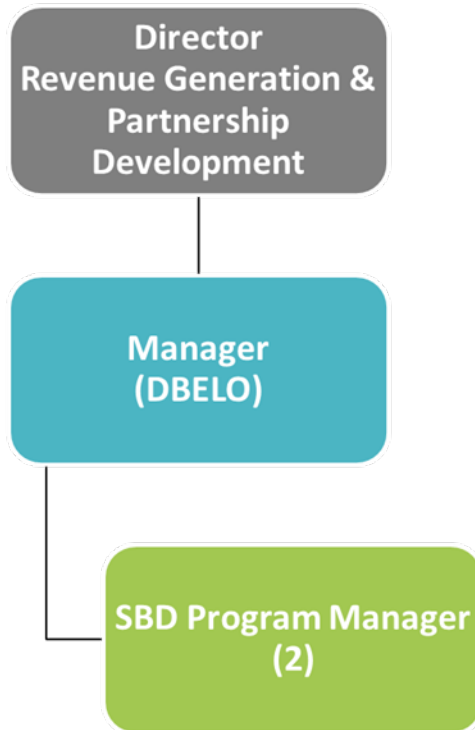 Director
Revenue Generation &
Partnership
Development
Manager
(DBELO)
SBD Program Manager
(2)